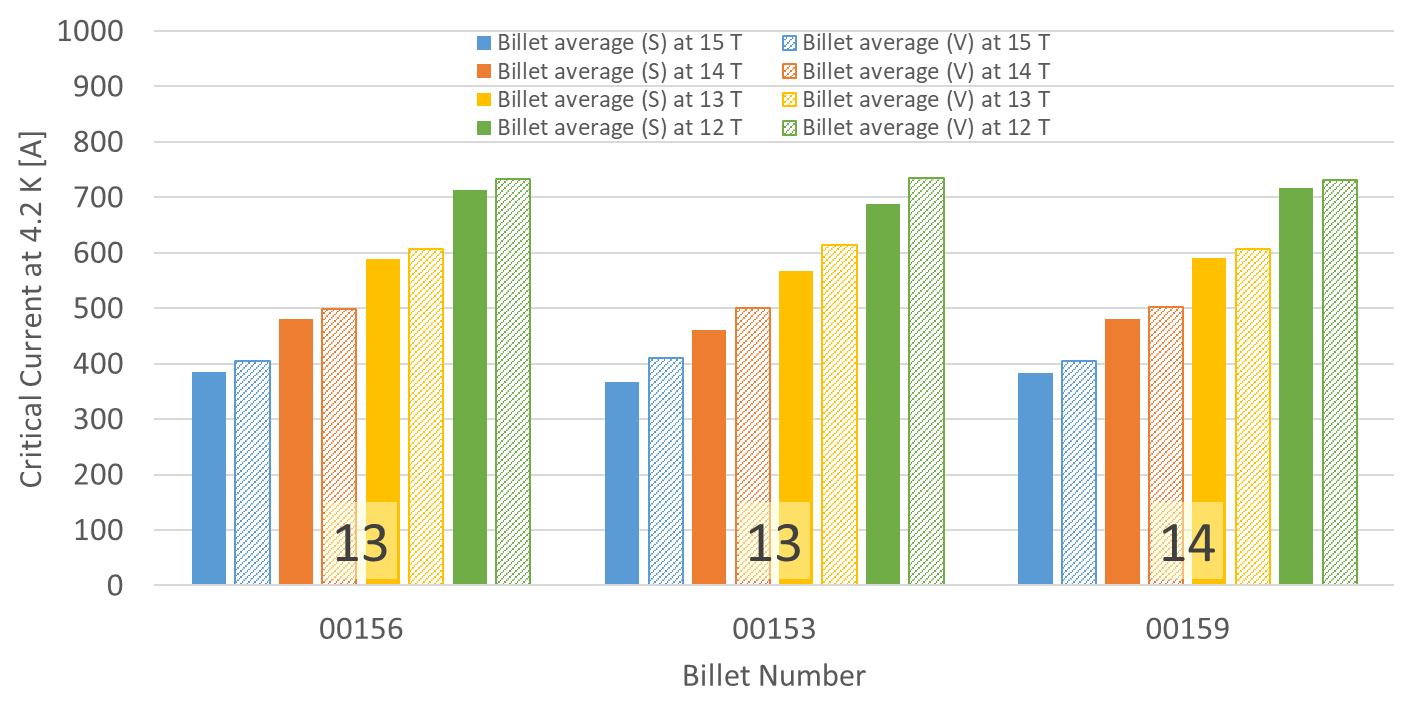 Critical Current at 4.2 K [A]
1000
900
800
700
600
500
400
300
200
100
0
Billet average (S) at 15 T Billet average (V) at 15 T
Billet average (S) at 14 T Billet average (V) at 14 T
Billet average (S) at 13 T Billet average (V) at 13 T
Billet average (S) at 12 T Billet average (V) at 12 T
13 13 14
00156 00153 00159
Billet Number